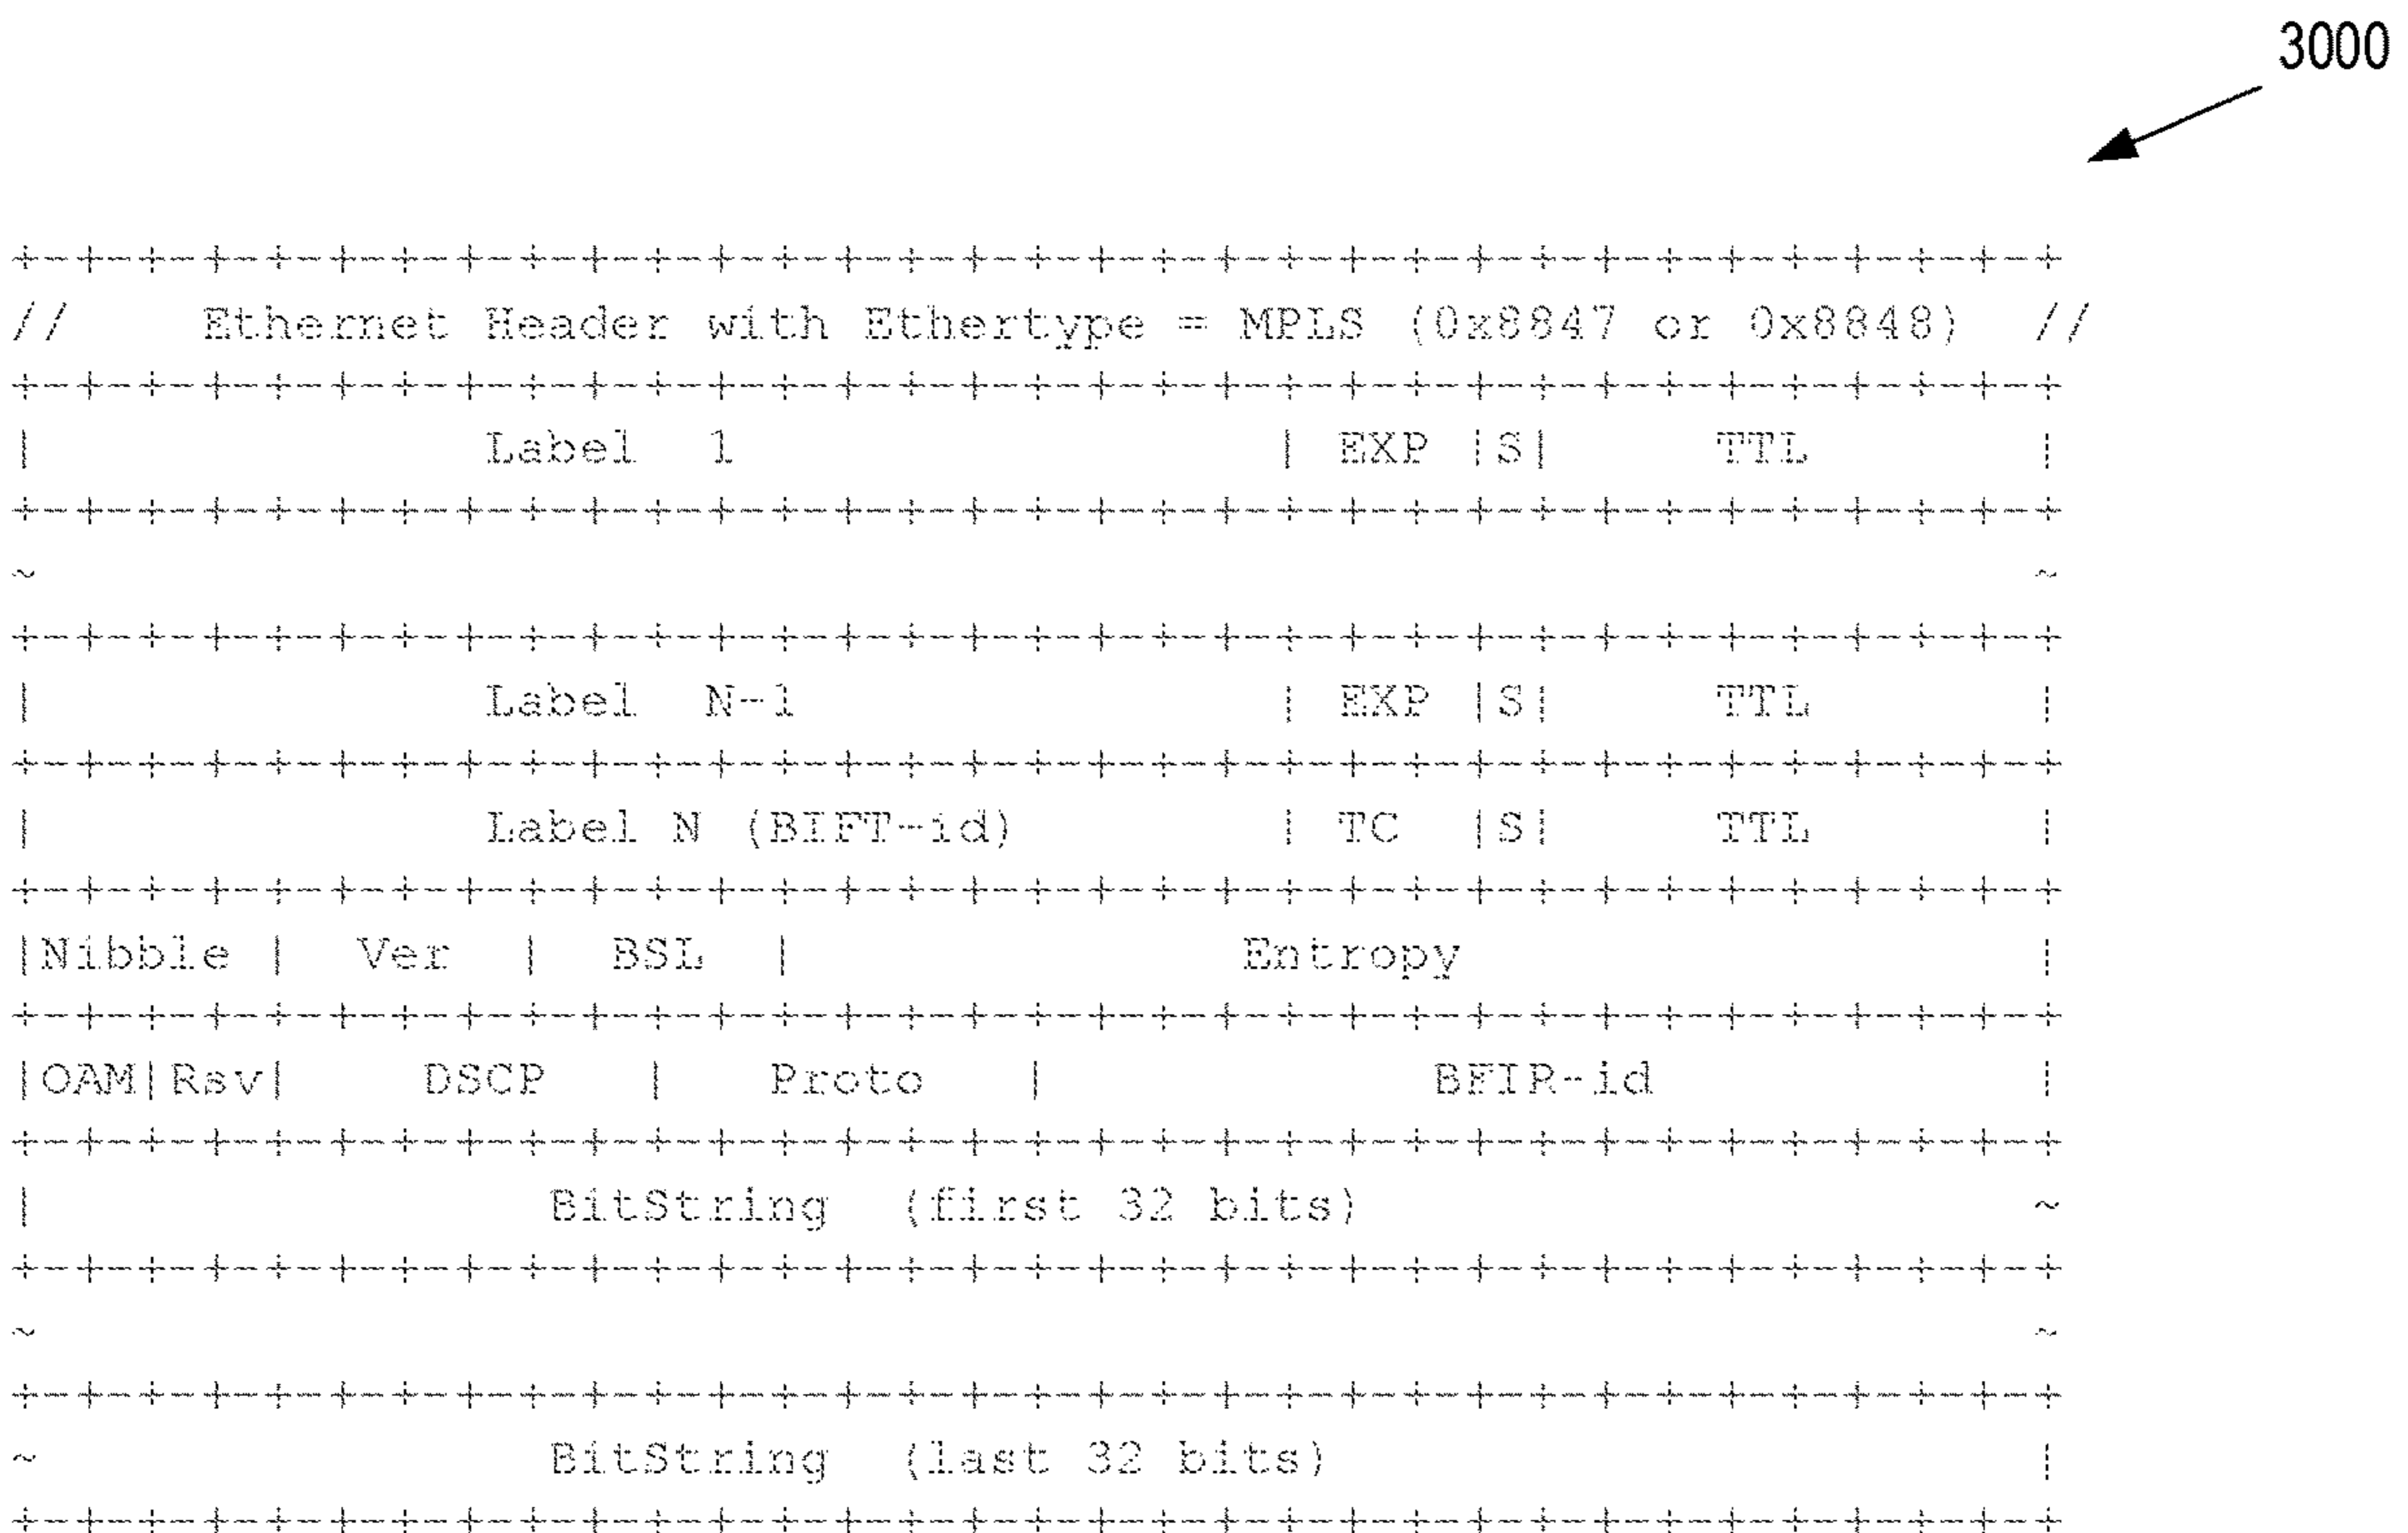 3000
+-+-+-+-+-+-+-+-+-+-+-+-+-+-+-+-+-+-+-+-+-+-+-+-+-+-+-+-+-+-+-+-+
// Ethernet Header with Ethertype = MPLS (0x8847 or 0x8848) //
+-+-+-+-+-+-+-+-+-+-+-+-+-+-+-+-+-+-+-+-+-+-+-+-+-+-+-+-+-+-+-+-+
| Label 1 | EXP |S| TTL |
+-+-+-+-+-+-+-+-+-+-+-+-+-+-+-+-+-+-+-+-+-+-+-+-+-+-+-+-+-+-+-+-+
~ ~
+-+-+-+-+-+-+-+-+-+-+-+-+-+-+-+-+-+-+-+-+-+-+-+-+-+-+-+-+-+-+-+-+
| Label N-1 | EXP |S| TTL |
+-+-+-+-+-+-+-+-+-+-+-+-+-+-+-+-+-+-+-+-+-+-+-+-+-+-+-+-+-+-+-+-+
| Label N (BIFT-id) | TC |S| TTL |
+-+-+-+-+-+-+-+-+-+-+-+-+-+-+-+-+-+-+-+-+-+-+-+-+-+-+-+-+-+-+-+-+
|Nibble | Ver | BSL | Entropy |
+-+-+-+-+-+-+-+-+-+-+-+-+-+-+-+-+-+-+-+-+-+-+-+-+-+-+-+-+-+-+-+-+
|OAM|Rsv| DSCP | Proto | BFIR-id |
+-+-+-+-+-+-+-+-+-+-+-+-+-+-+-+-+-+-+-+-+-+-+-+-+-+-+-+-+-+-+-+-+
| BitString (first 32 bits) ~
+-+-+-+-+-+-+-+-+-+-+-+-+-+-+-+-+-+-+-+-+-+-+-+-+-+-+-+-+-+-+-+-+
~ ~
+-+-+-+-+-+-+-+-+-+-+-+-+-+-+-+-+-+-+-+-+-+-+-+-+-+-+-+-+-+-+-+-+
~ BitString (last 32 bits) |
+-+-+-+-+-+-+-+-+-+-+-+-+-+-+-+-+-+-+-+-+-+-+-+-+-+-+-+-+-+-+-+-+